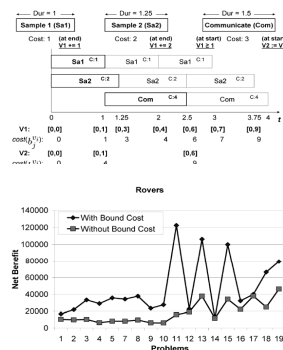 Dur = 1 Dur = 1.25 Dur = 1.5
Sample 1 (Sa1) Sample 2 (Sa2) Communicate (Com)
Cost: 1 (at end) V1 += 1 Cost: 2 (at end) V1 += 2 (at start) V1 ≥ 1 Cost: 3 (at sta V2 := V
Sa1 C:1 Sa1 C:1 Sa1 C:1
Sa2 C:2 Sa2 C:2 Sa2 C:2
Com C:4 Com C:4
0 1 1.25 2 2.5 3 3.75 4 t
V1: [0,0] [0,1] [0,3] [0,4] [0,6] [0,7] [0,9]
0 1 3 4 6 7 9
V2: [0,0] [0,1] [0,6]
0 4 9
Rovers
With Bound Cost
Without Bound Cost
Net Benefit
140000
120000
100000
80000
60000
40000
20000
0
1 2 3 4 5 6 7 8 9 10 11 12 13 14 15 16 17 18 19
Problems